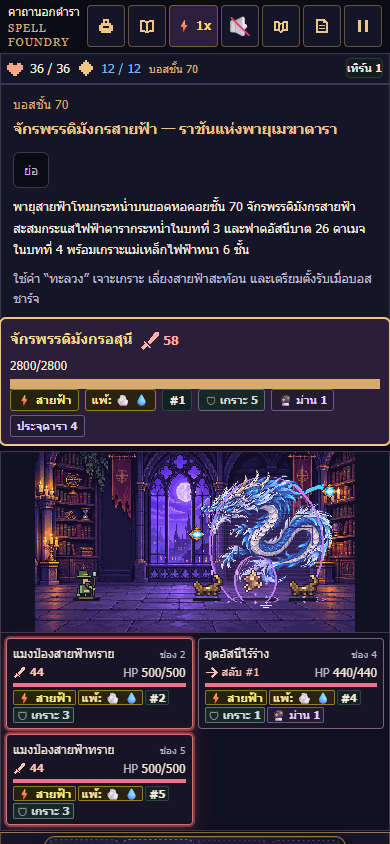 คาถานอกตำรา
SPELL
FOUNDRY
1x
36 / 36 12 / 12 บอสชั้น 70 เทิร์น 1
บอสชั้น 70
จักรพรรดิมังกรสายฟ้า — ราชันแห่งพายุเมฆาดารา
ย่อ
พายุสายฟ้าโหมกระหน่ำบนยอดหอคอยชั้น 70 จักรพรรดิมังกรสายฟ้า
สะสมกระแสไฟฟ้าดารากระหน่ำในบทที่ 3 และฟาดอัสนีบาต 26 ดาเมจ
ในบทที่ 4 พร้อมเกราะแม่เหล็กไฟฟ้าหนา 6 ชั้น
ใช้คำ “ทะลวง” เจาะเกราะ เลี่ยงสายฟ้าสะท้อน และเตรียมตั้งรับเมื่อบอส
ชาร์จ
จักรพรรดิมังกรอสุนี 58
2800/2800
สายฟ้า แพ้: #1 เกราะ 5 ม่าน 1
ประจุดารา 4
แมงป่องสายฟ้าทราย ช่อง 2
44 HP 500/500
สายฟ้า แพ้: #2
เกราะ 3
ภูตอัสนีไร้ร่าง ช่อง 4
สลับ #1 HP 440/440
สายฟ้า แพ้: #4
เกราะ 1 ม่าน 1
แมงป่องสายฟ้าทราย ช่อง 5
44 HP 500/500
สายฟ้า แพ้: #5
เกราะ 3